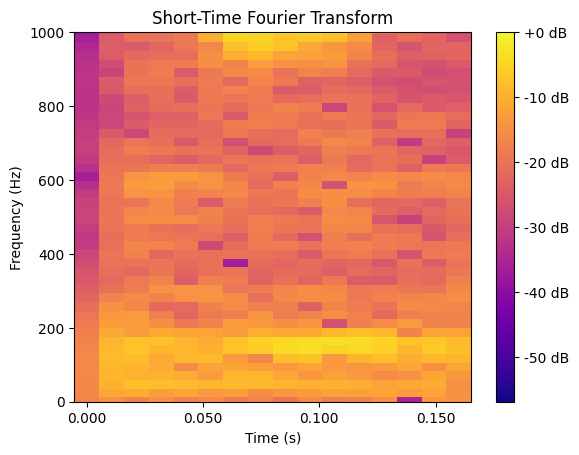 Short-Time Fourier Transform
1000
800
600
400
200
0
Frequency (Hz)
0.000
0.050
0.100
0.150
Time (s)
+0 dB
-10 dB
-20 dB
-30 dB
-40 dB
-50 dB